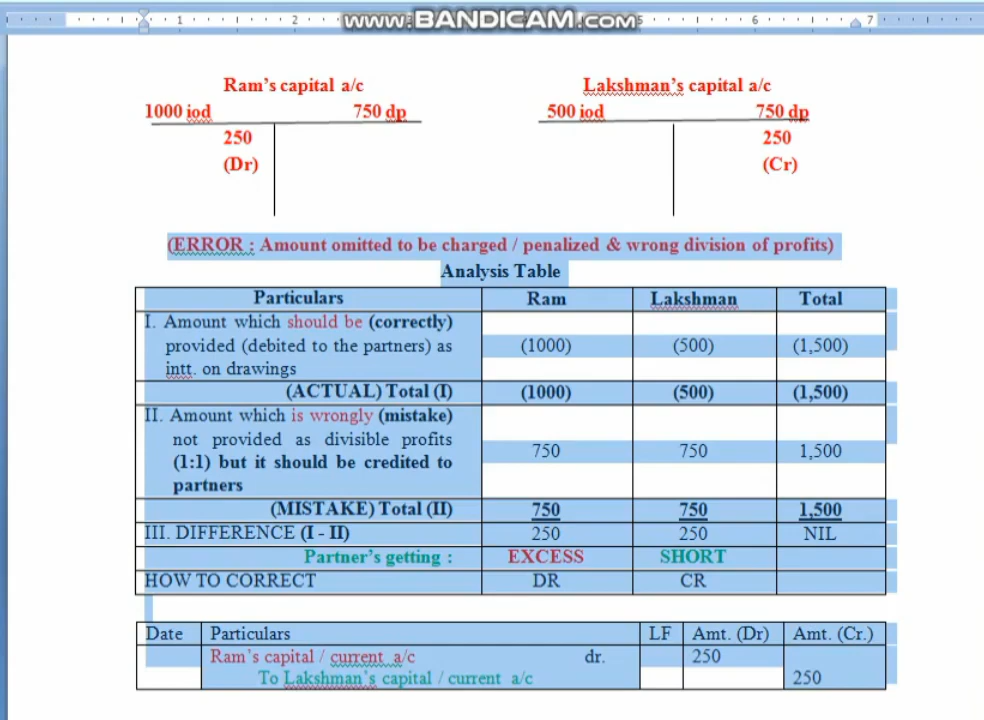 1 2 5 6 7
www.BANDICAM.com
Ram's capital a/c Lakshman's capital a/c
1000 iod 750 dp 500 iod 750 dp
250 250
(Dr) (Cr)
(ERROR : Amount omitted to be charged / penalized & wrong division of profits)
Analysis Table
Particulars Ram Lakshman Total
I. Amount which should be (correctly)
provided (debited to the partners) as (1000) (500) (1,500)
intt. on drawings
(ACTUAL) Total (I) (1000) (500) (1,500)
II. Amount which is wrongly (mistake)
not provided as divisible profits 750 750 1,500
(1:1) but it should be credited to
partners
(MISTAKE) Total (II) 750 750 1,500
III. DIFFERENCE (I - II) 250 250 NIL
Partner's getting : EXCESS SHORT
HOW TO CORRECT DR CR
Date Particulars LF Amt. (Dr) Amt. (Cr.)
Ram's capital / current a/c dr. 250
To Lakshman's capital / current a/c 250